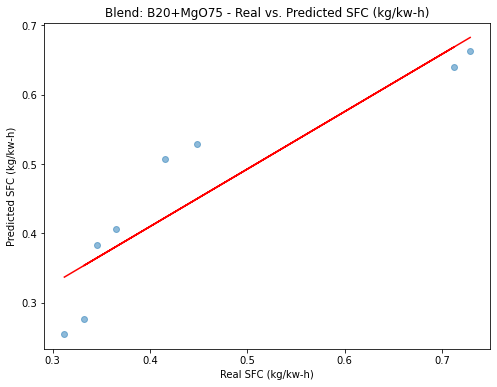 Blend: B20+MgO75 - Real vs. Predicted SFC (kg/kw-h)
0.7
0.6
0.5
0.4
0.3
Predicted SFC (kg/kw-h)
0.3 0.4 0.5 0.6 0.7
Real SFC (kg/kw-h)